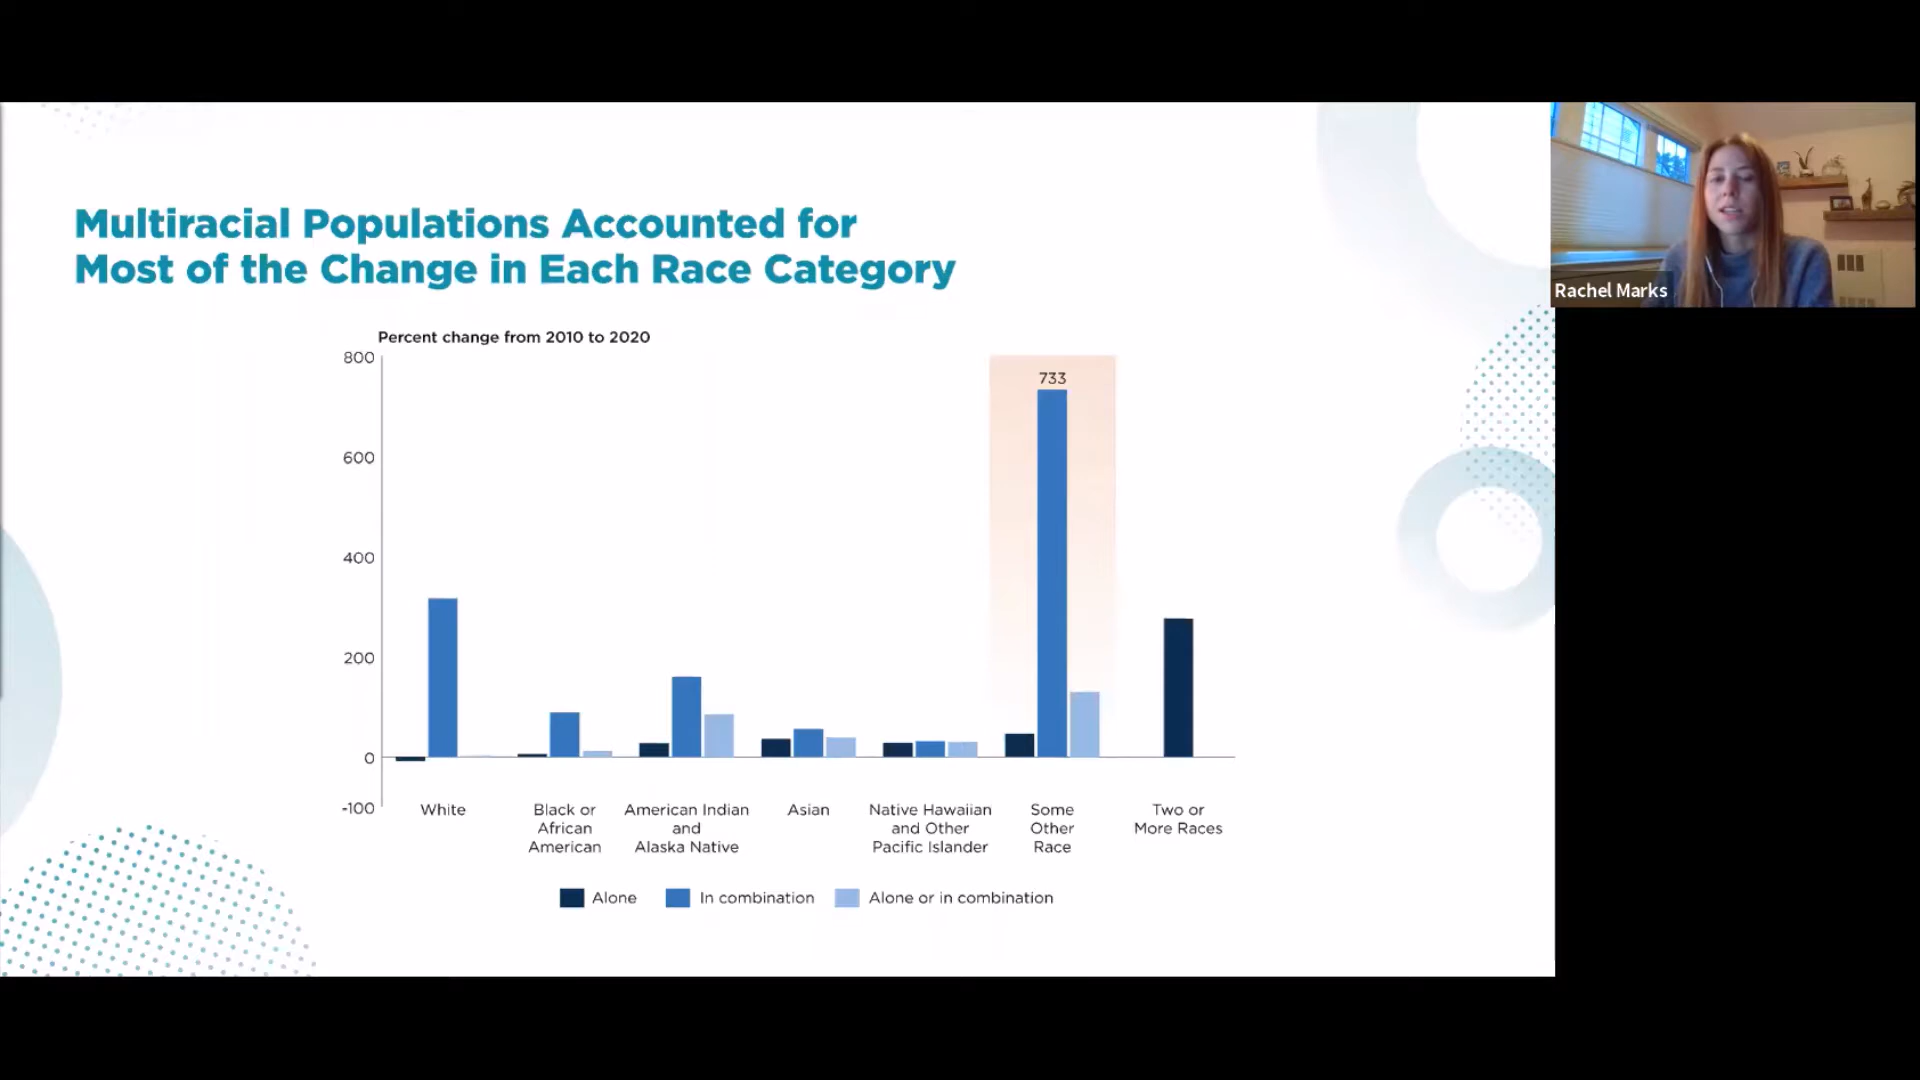 Multiracial Populations Accounted for
Most of the Change in Each Race Category
Rachel Marks
Percent change from 2010 to 2020
800
733
600
400
200
0
-100
White
Black or
African
American
American Indian
and
Alaska Native
Asian
Native Hawaiian
and Other
Pacific Islander
Some
Other
Race
Two or
More Races
Alone
In combination
Alone or in combination